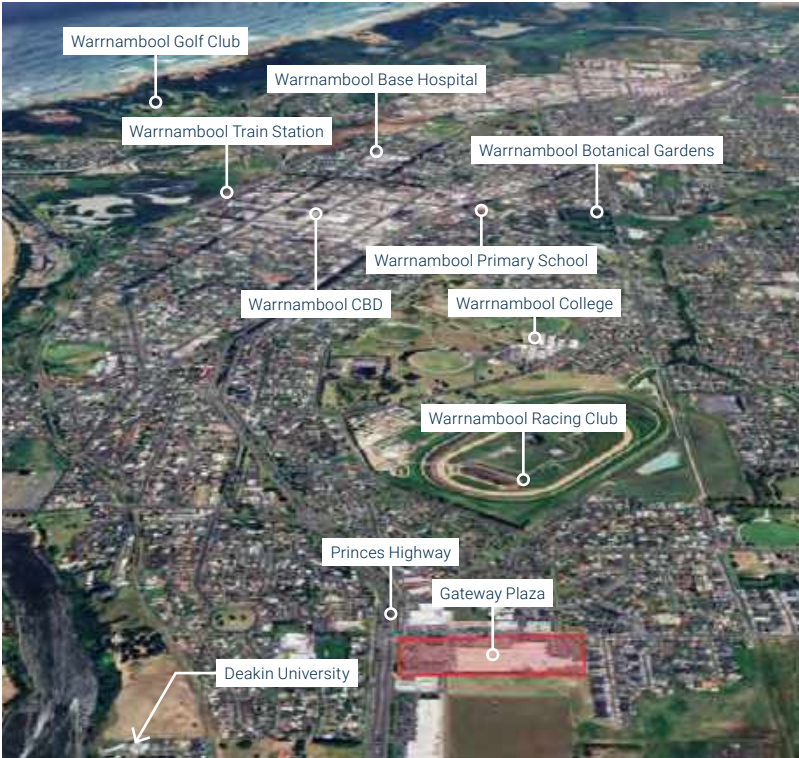 Warrnambool Golf Club
Warrnambool Base Hospital
Warrnambool Train Station
Warrnambool Botanical Gardens
Warrnambool Primary School
Warrnambool CBD
Warrnambool College
Warrnambool Racing Club
Princes Highway
Gateway Plaza
Deakin University